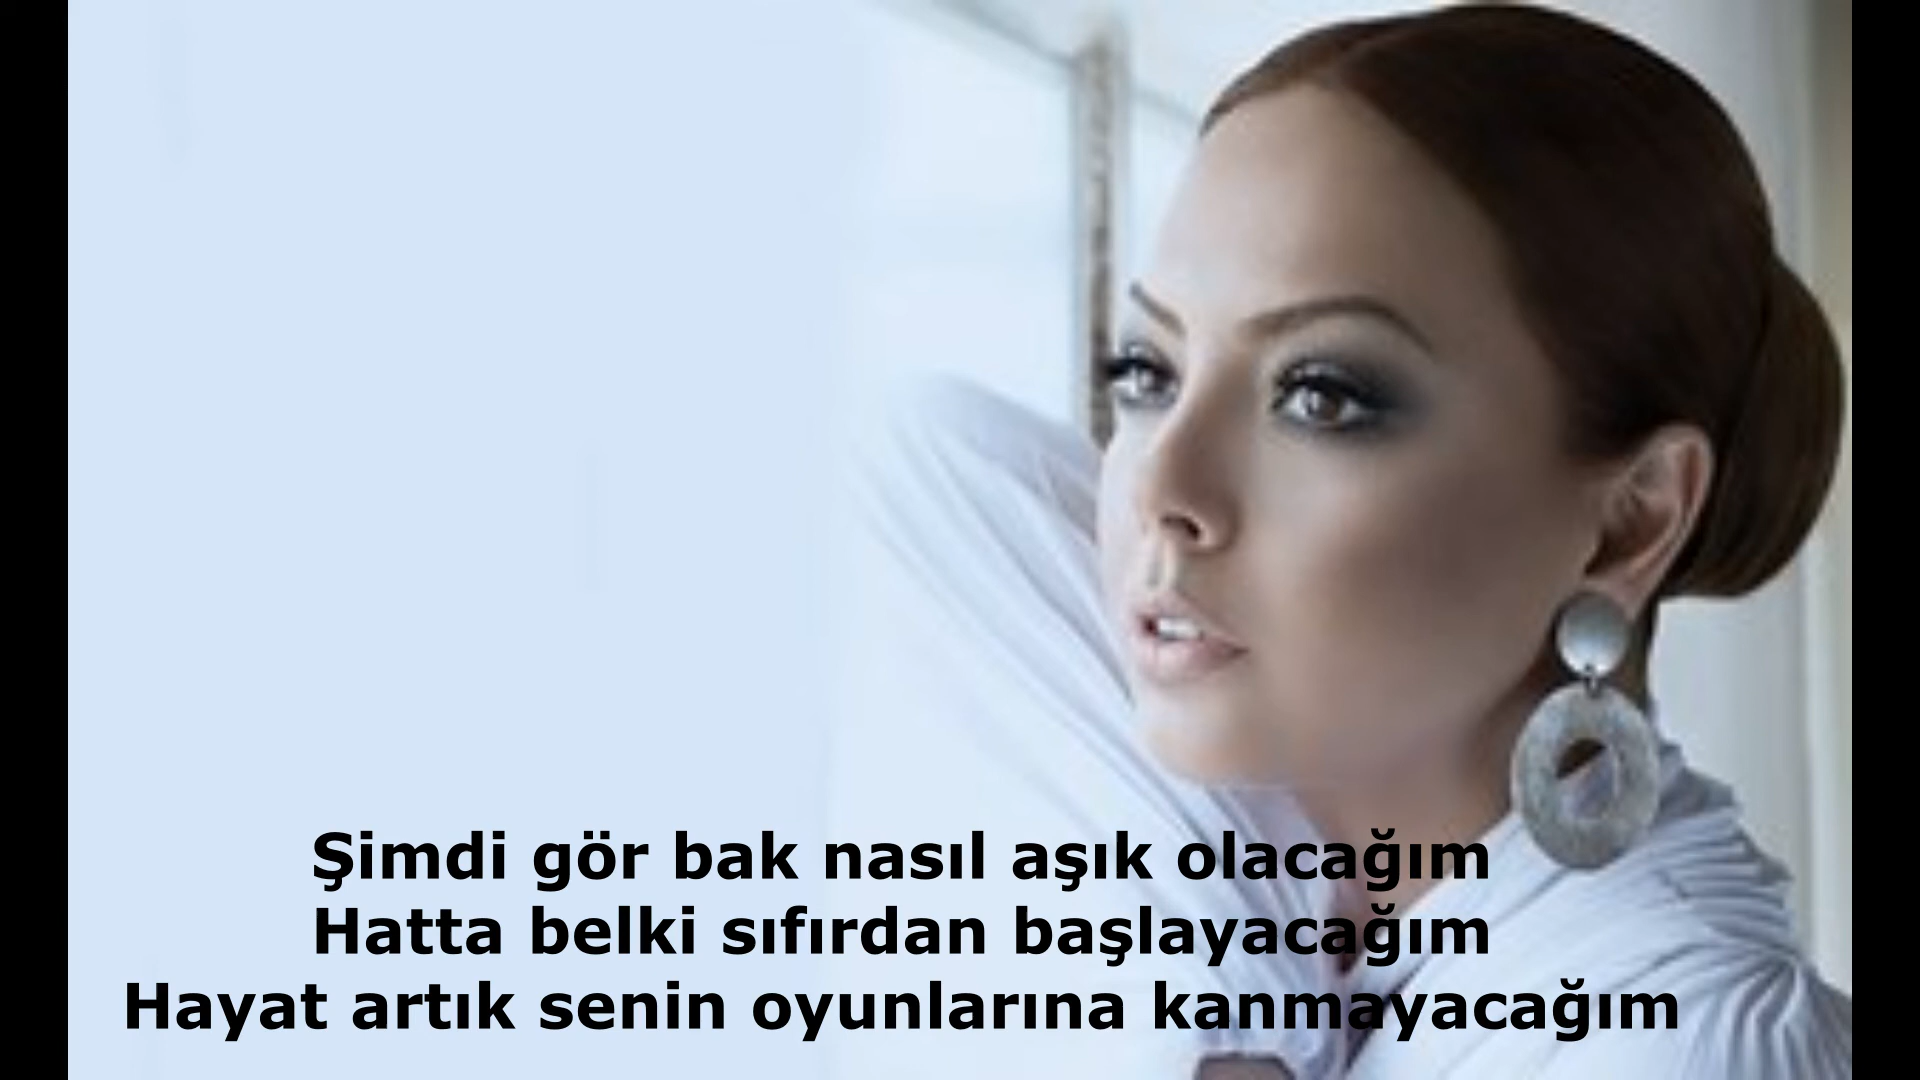 Şimdi gör bak nasıl aşık olacağım
Hatta belki sıfırdan başlayacağım
Hayat artık senin oyunlarına kanmayacağım